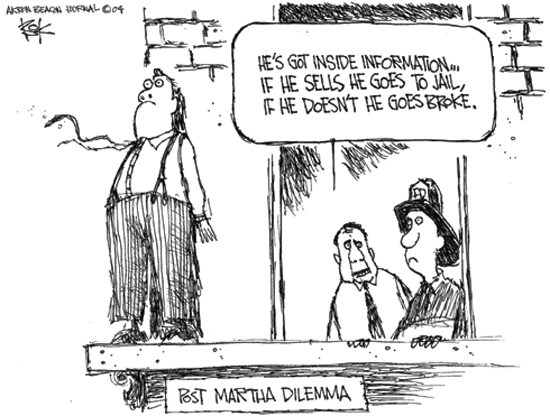 AKRON BEACON JOURNAL © 04
HE'S GOT INSIDE INFORMATION...
IF HE SELLS HE GOES TO JAIL,
IF HE DOESN'T HE GOES BROKE.
FD
POST MARTHA DILEMMA